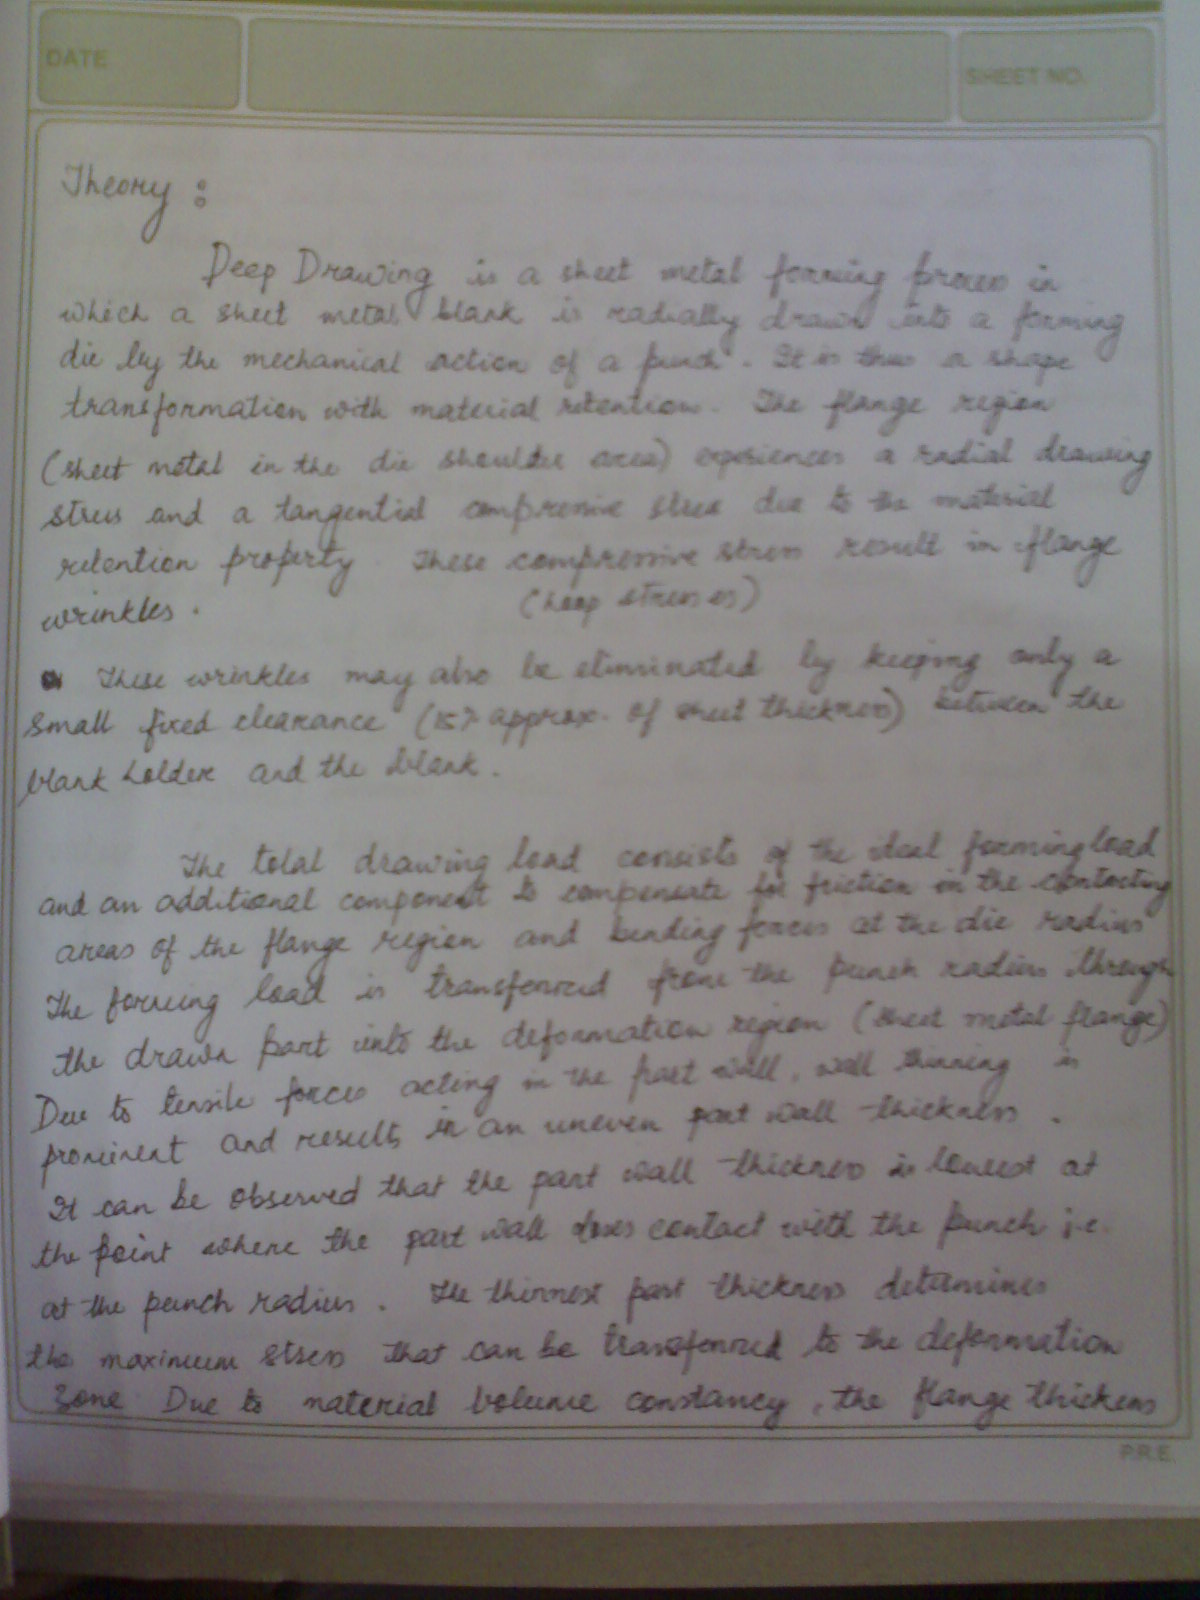 DATE
SHEET NO.
Theory :
Deep Drawing is a sheet metal forming process in
which a sheet metal blank is radially drawn into a forming
die by the mechanical action of a punch. It is thus a shape
transformation with material retention. The flange region
(sheet metal in the die shoulder area) experiences a radial drawing
stress and a tangential compressive stress due to the material
retention property. These compressive stress result in flange
wrinkles. (hoop stresses)
These wrinkles may also be eliminated by keeping only a
small fixed clearance (15% approx. of sheet thickness) between the
blank holder and the blank.
The total drawing load consists of the ideal forming load
and an additional component to compensate for friction in the contacting
areas of the flange region and bending forces at the die radius
The forming load is transferred from the punch radius through
the drawn part into the deformation region (sheet metal flange)
Due to tensile forces acting in the part wall, wall thinning is
prominent and results in an uneven part wall thickness.
It can be observed that the part wall thickness is lowest at
the point where the part wall contact with the punch i.e.
at the punch radius. The thinnest part thickness determines
the maximum stress that can be transferred to the deformation
zone Due to material volume constancy, the flange thickens
P.R.E.